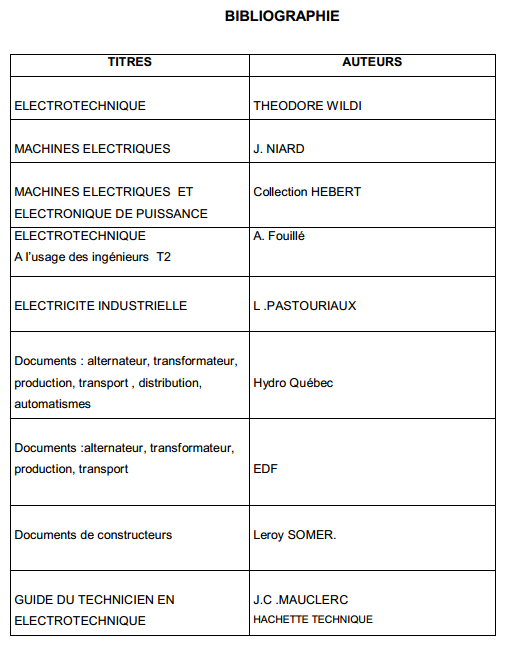 BIBLIOGRAPHIE
TITRES AUTEURS
ELECTROTECHNIQUE THEODORE WILDI
MACHINES ELECTRIQUES J. NIARD
MACHINES ELECTRIQUES ET Collection HEBERT
ELECTRONIQUE DE PUISSANCE
ELECTROTECHNIQUE A. Fouillé
A l'usage des ingénieurs T2
ELECTRICITE INDUSTRIELLE L .PASTOURIAUX
Documents : alternateur, transformateur,
production, transport , distribution, Hydro Québec
automatismes
Documents :alternateur, transformateur,
production, transport EDF
Documents de constructeurs Leroy SOMER.
GUIDE DU TECHNICIEN EN J.C .MAUCLERC
ELECTROTECHNIQUE HACHETTE TECHNIQUE